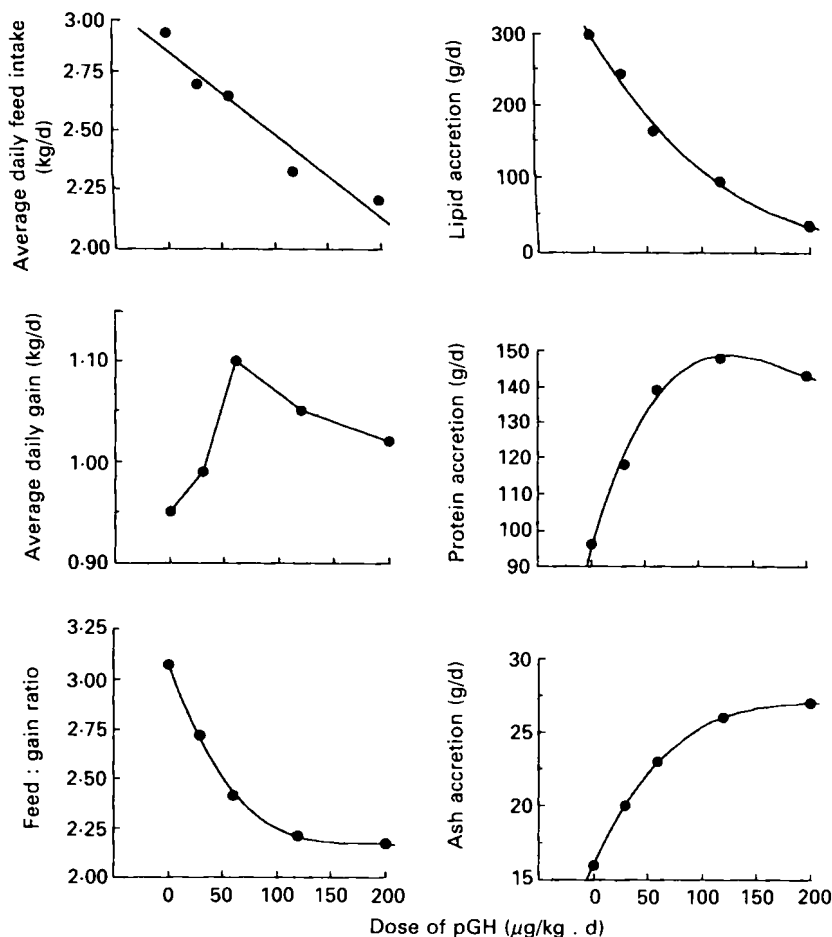 Average daily feed intake
(kg/d)
3·00
2·75
2·50
2·25
2·00
Lipid accretion (g/d)
300
200
100
0
Average daily gain (kg/d)
1·10
1·00
0·90
Protein accretion (g/d)
150
140
130
120
110
100
90
Feed : gain ratio
3·25
3·00
2·75
2·50
2·25
2·00
0 50 100 150 200
Ash accretion (g/d)
30
25
20
15
0 50 100 150 200
Dose of pGH (μg/kg . d)